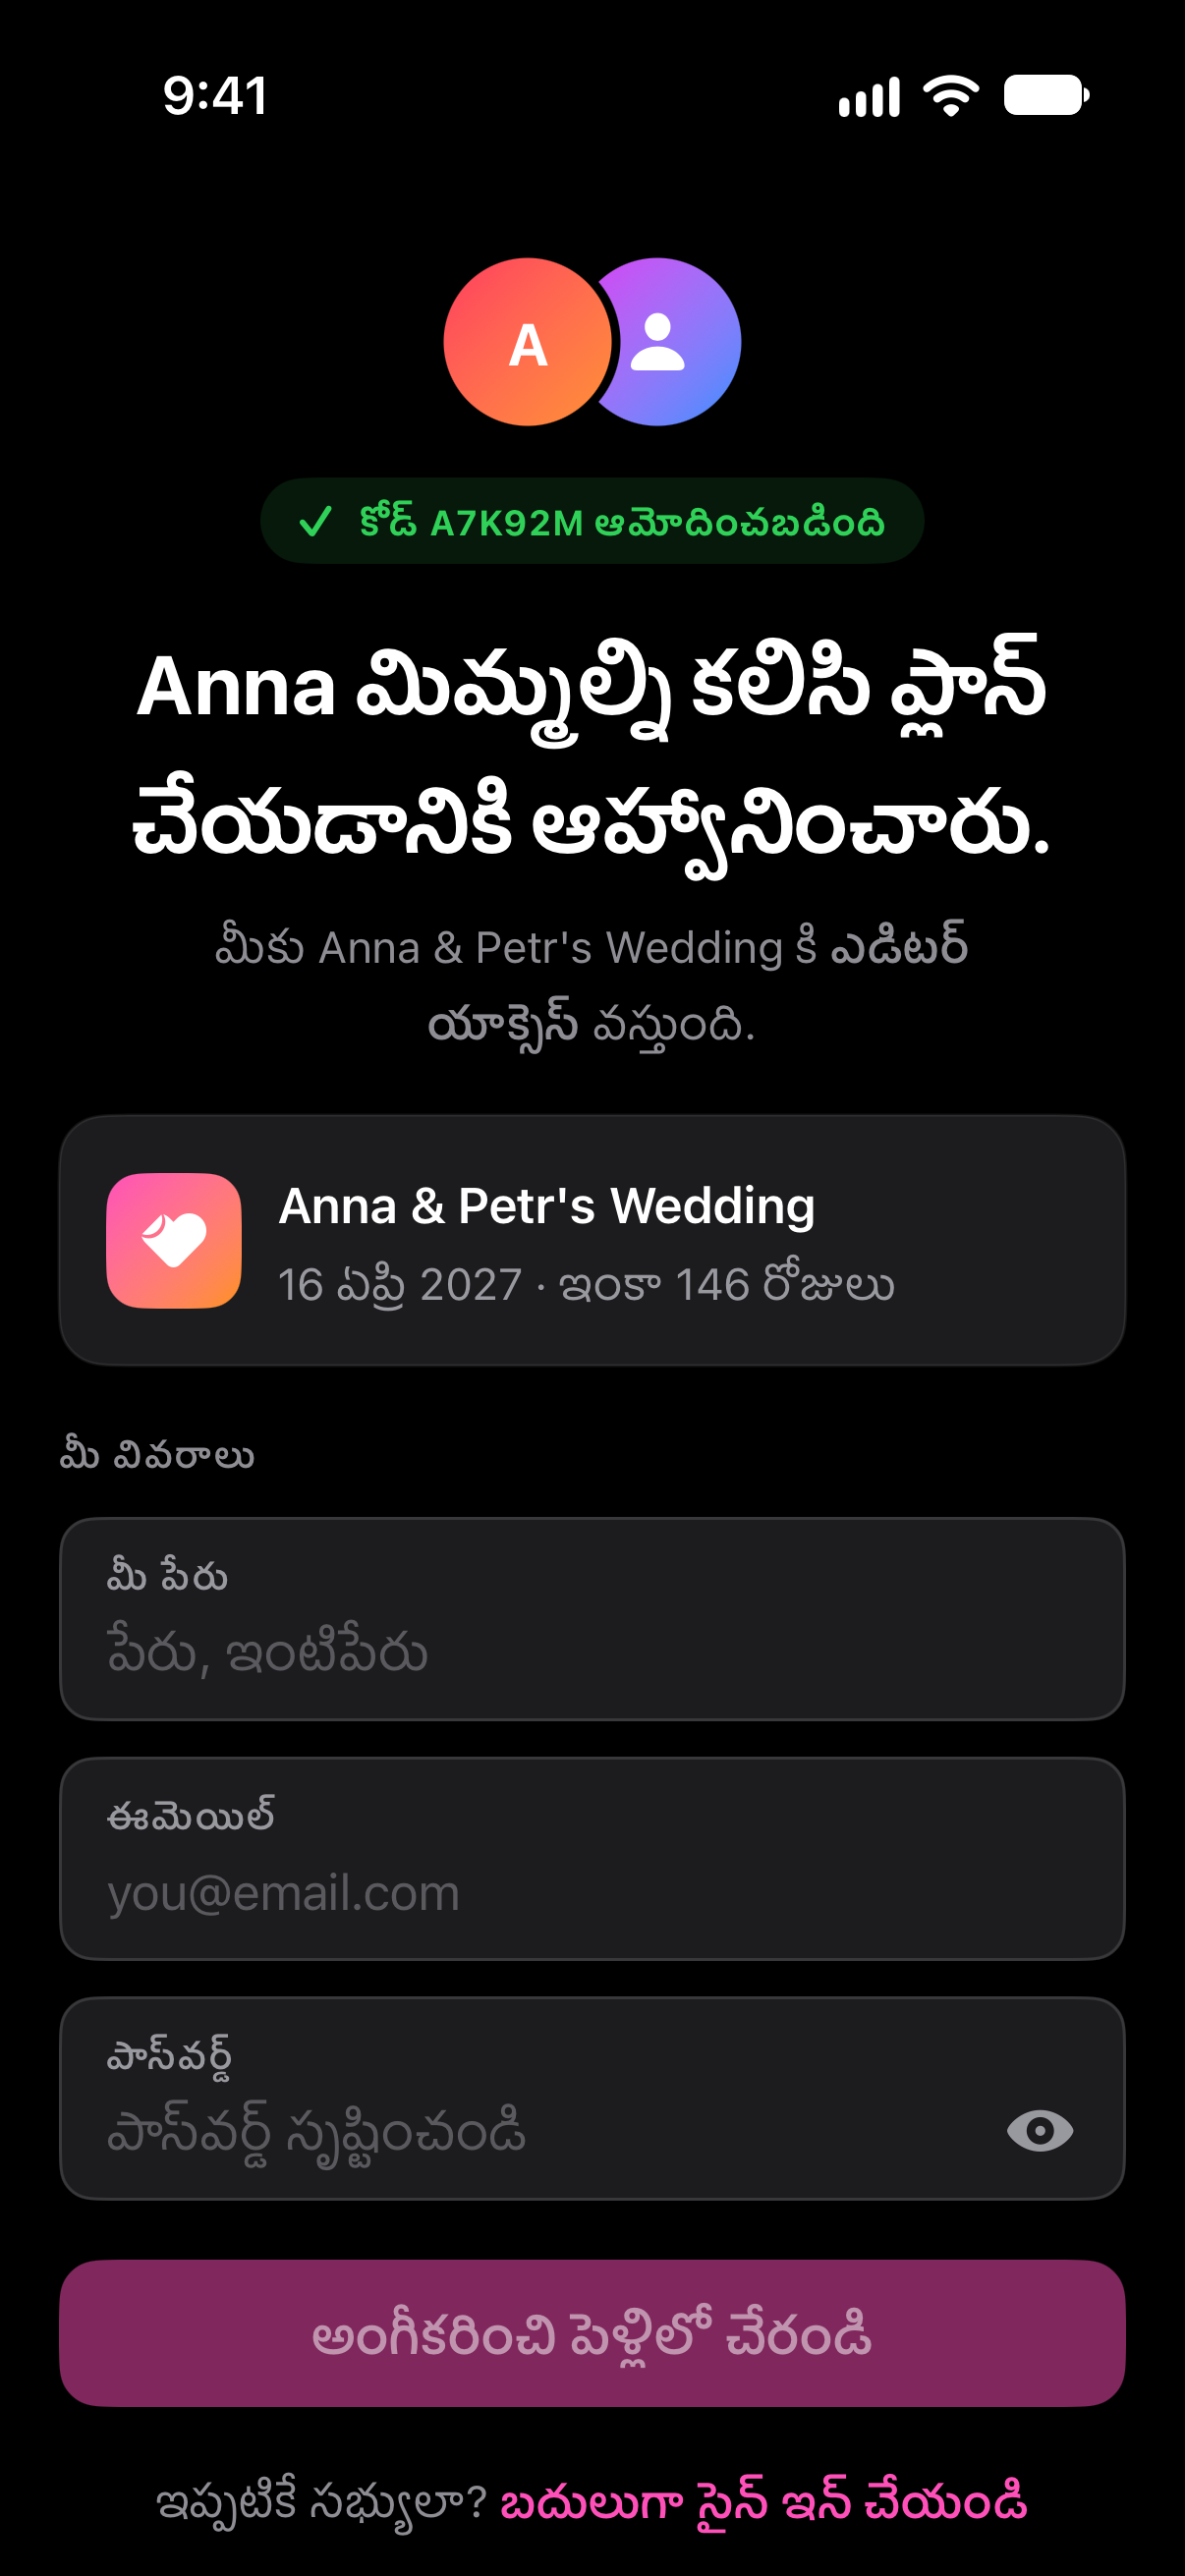 9:41
A
కోడ్ A7K92M ఆమోదించబడింది
Anna మిమ్మల్ని కలిసి ప్లాన్
చేయడానికి ఆహ్వానించారు.
మీకు Anna & Petr's Wedding కి ఎడిటర్
యాక్సెస్ వస్తుంది.
Anna & Petr's Wedding
16 ఏప్రి 2027 · ఇంకా 146 రోజులు
మీ వివరాలు
మీ పేరు
పేరు, ఇంటిపేరు
ఈమెయిల్
you@email.com
పాస్‌వర్డ్
పాస్‌వర్డ్ సృష్టించండి
అంగీకరించి పెళ్లిలో చేరండి
ఇప్పటికే సభ్యులా? బదులుగా సైన్ ఇన్ చేయండి